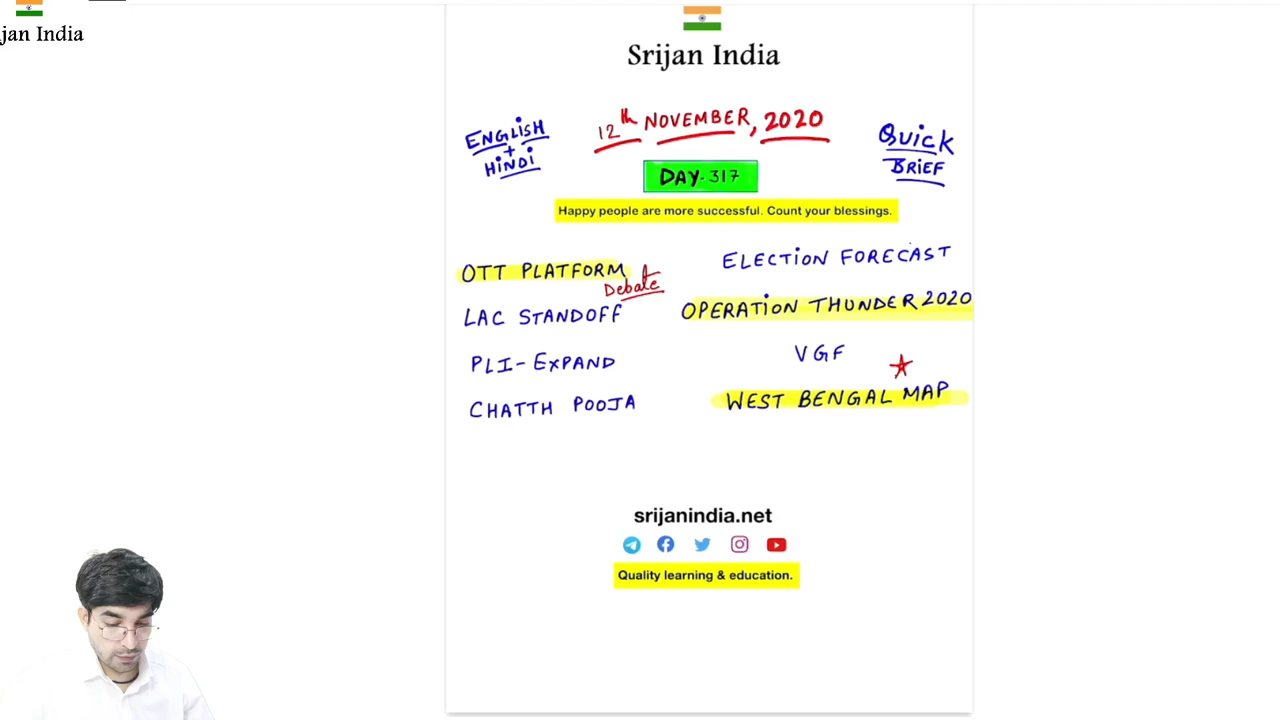 jan India
Srijan India
ENGLISH
+
HINDI
12th NOVEMBER, 2020
QUICK
BRIEF
DAY-317
Happy people are more successful. Count your blessings.
OTT PLATFORM
Debate
LAC STANDOFF
PLI-EXPAND
CHATTH POOJA
ELECTION FORECAST
OPERATION THUNDER 2020
VGF
WEST BENGAL MAP
srijanindia.net
Quality learning & education.